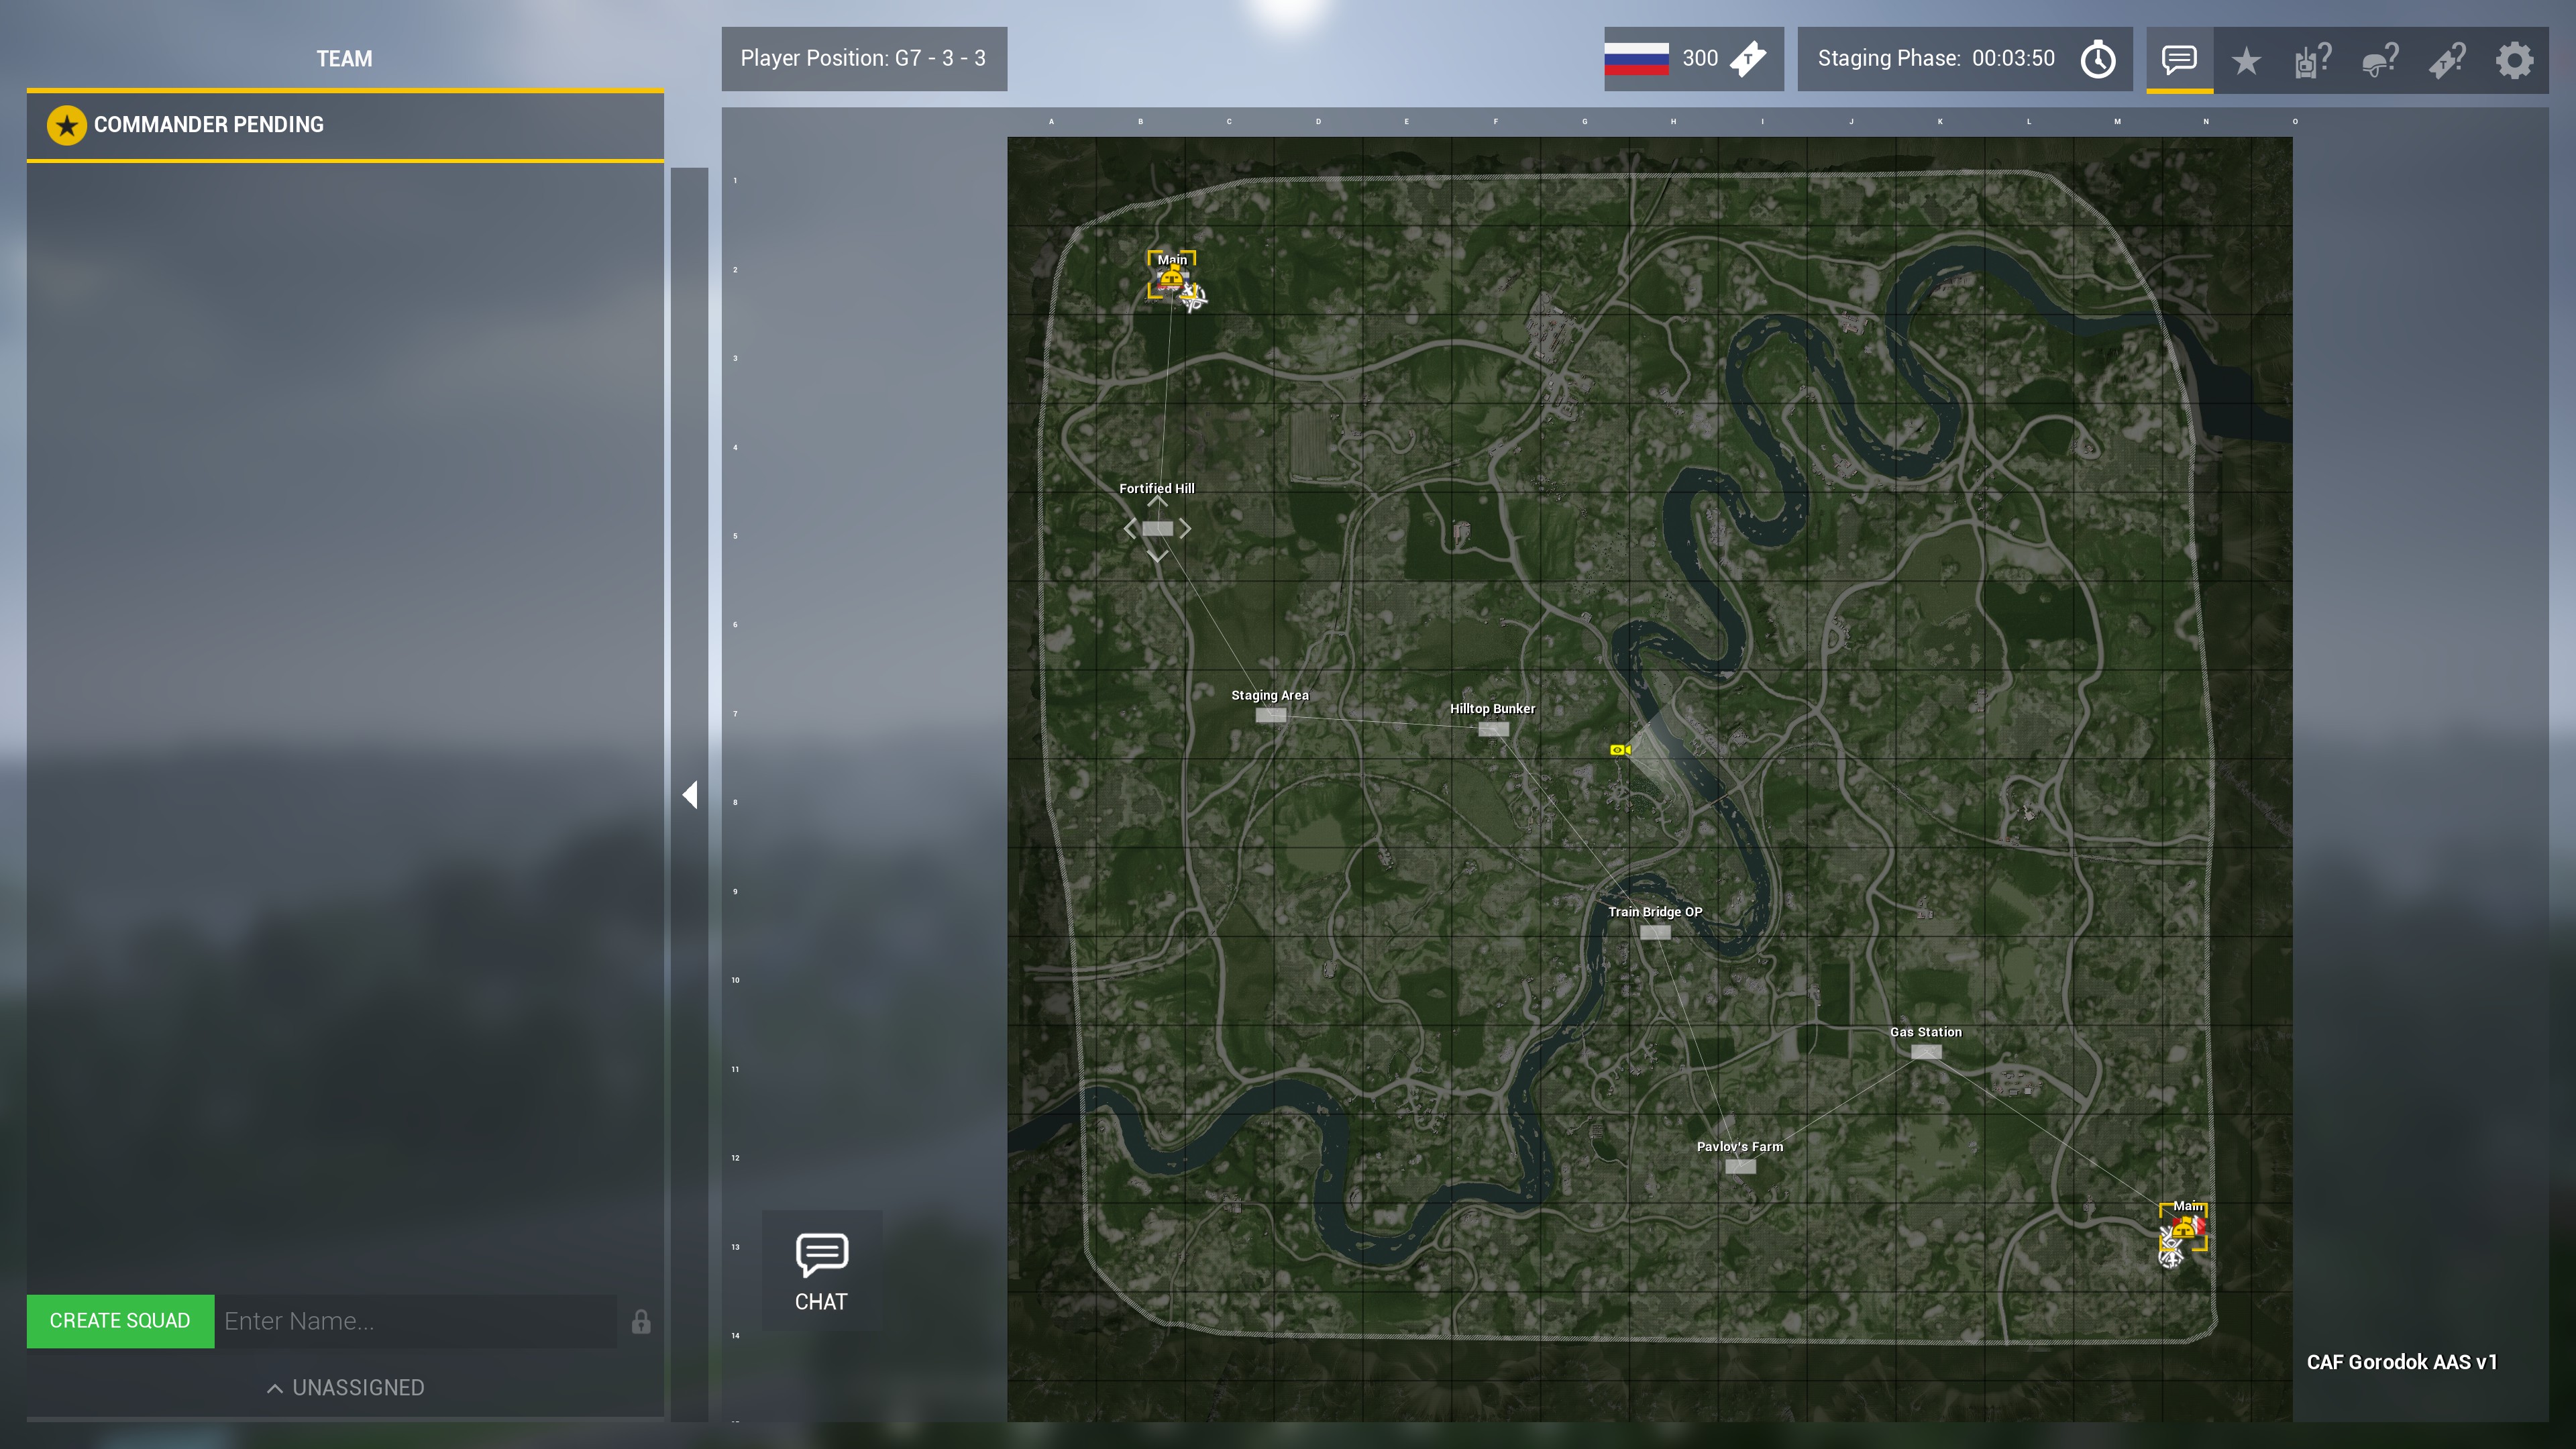 TEAM
COMMANDER PENDING
CREATE SQUAD
Enter Name...
UNASSIGNED
Player Position: G7 - 3 - 3
300
T
Staging Phase: 00:03:50
? ? T?
A B C D E F G H I J K L M N O
1
2
3
4
5
6
7
8
9
10
11
12
13
14
Main
Fortified Hill
Staging Area
Hilltop Bunker
Train Bridge OP
Gas Station
Pavlov's Farm
Main
CHAT
CAF Gorodok AAS v1